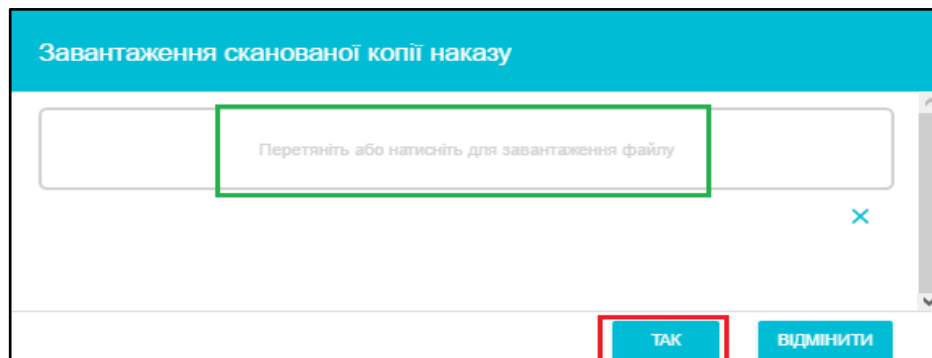 Завантаження сканованої копії наказу
Перетяніть або натисніть для завантаження файлу
ТАК ВІДМІНИТИ